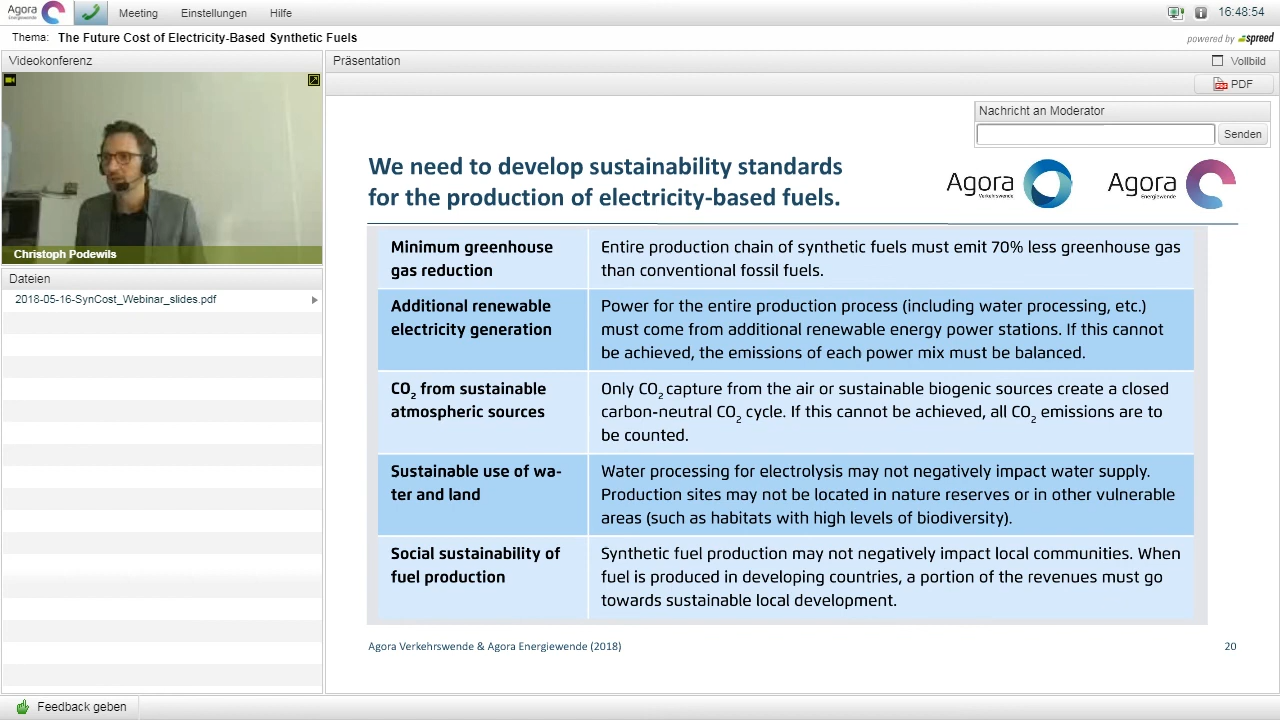 Agora
Energiewende
Meeting
Einstellungen
Hilfe
16:48:54
Thema: The Future Cost of Electricity-Based Synthetic Fuels
powered by spreed
Videokonferenz
Präsentation
Vollbild
PDF
Nachricht an Moderator
Senden
Christoph Podewils
Dateien
2018-05-16-SynCost_Webinar_slides.pdf
We need to develop sustainability standards
for the production of electricity-based fuels.
Agora
Verkehrswende
Agora
Energiewende
Minimum greenhouse
gas reduction
Entire production chain of synthetic fuels must emit 70% less greenhouse gas
than conventional fossil fuels.
Additional renewable
electricity generation
Power for the entire production process (including water processing, etc.)
must come from additional renewable energy power stations. If this cannot
be achieved, the emissions of each power mix must be balanced.
CO₂ from sustainable
atmospheric sources
Only CO₂ capture from the air or sustainable biogenic sources create a closed
carbon-neutral CO₂ cycle. If this cannot be achieved, all CO₂ emissions are to
be counted.
Sustainable use of wa-
ter and land
Water processing for electrolysis may not negatively impact water supply.
Production sites may not be located in nature reserves or in other vulnerable
areas (such as habitats with high levels of biodiversity).
Social sustainability of
fuel production
Synthetic fuel production may not negatively impact local communities. When
fuel is produced in developing countries, a portion of the revenues must go
towards sustainable local development.
Agora Verkehrswende & Agora Energiewende (2018)
20
Feedback geben